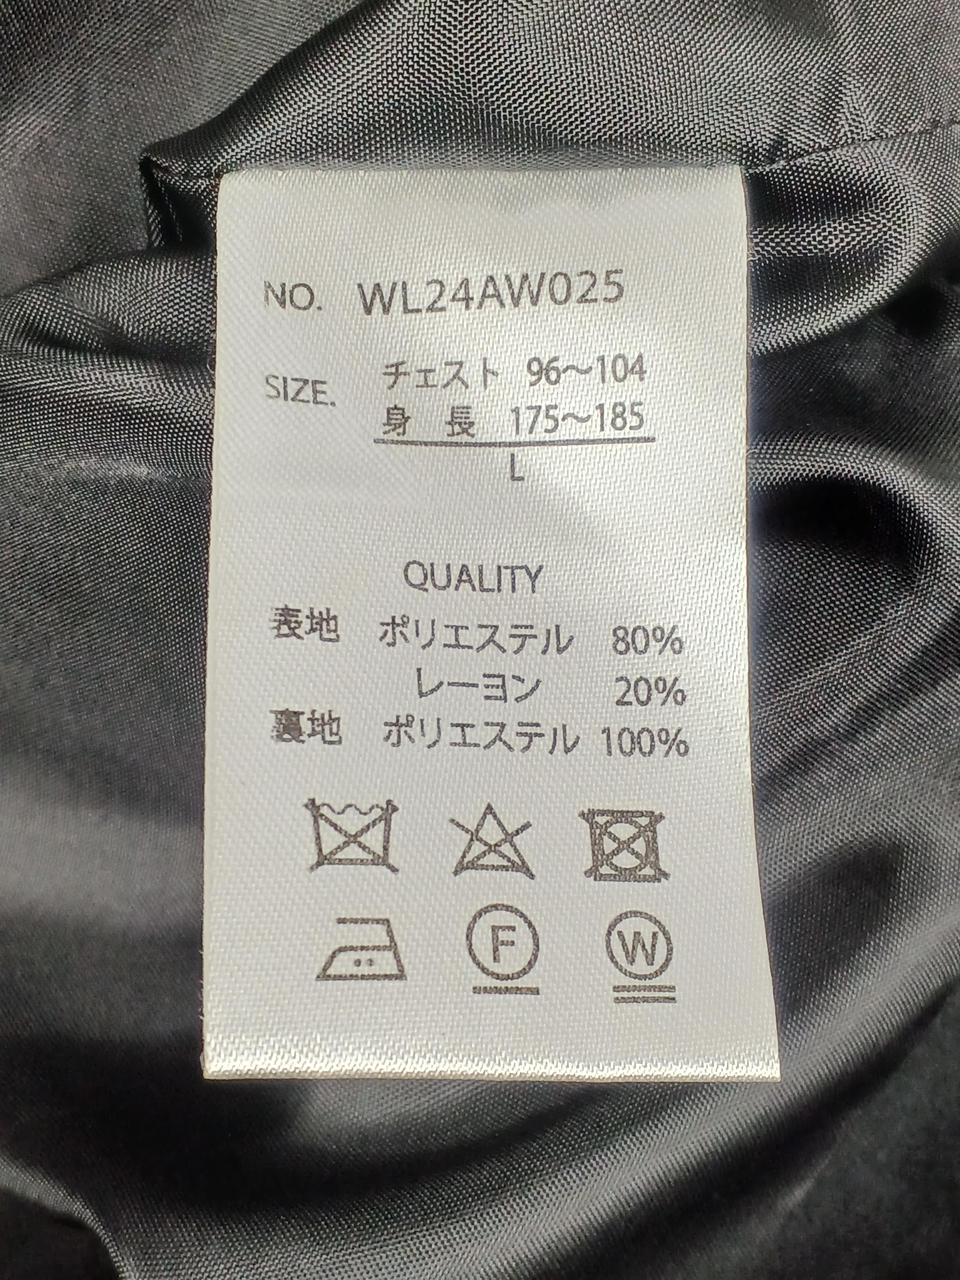 NO. WL24AW025
SIZE. チェスト 96～104
身 長 175～185
L
QUALITY
表地 ポリエステル 80%
レーヨン 20%
裏地 ポリエステル 100%
F W